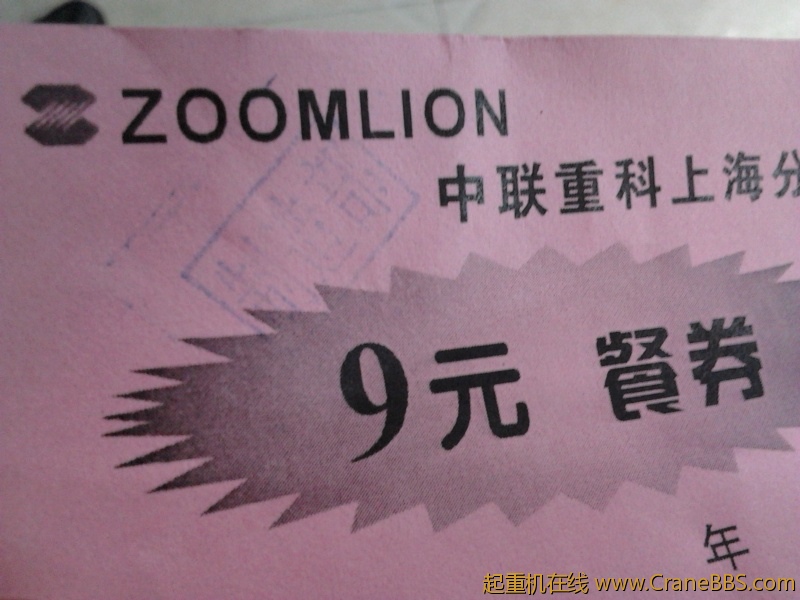 ZOOMLION
中联重科上海分
9元 餐券
年
起重机在线 www.CraneBBS.com